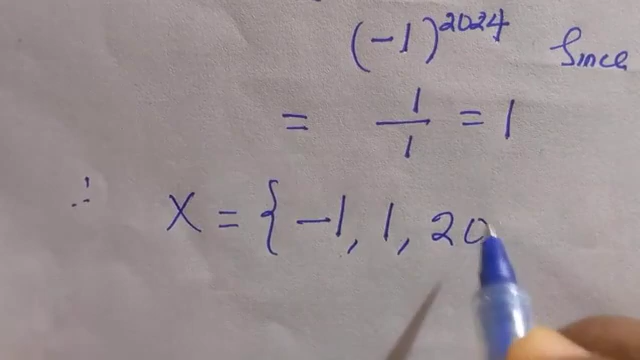 (-1)^2024 Since
= 1/1 = 1
∴ X = { -1, 1, 20